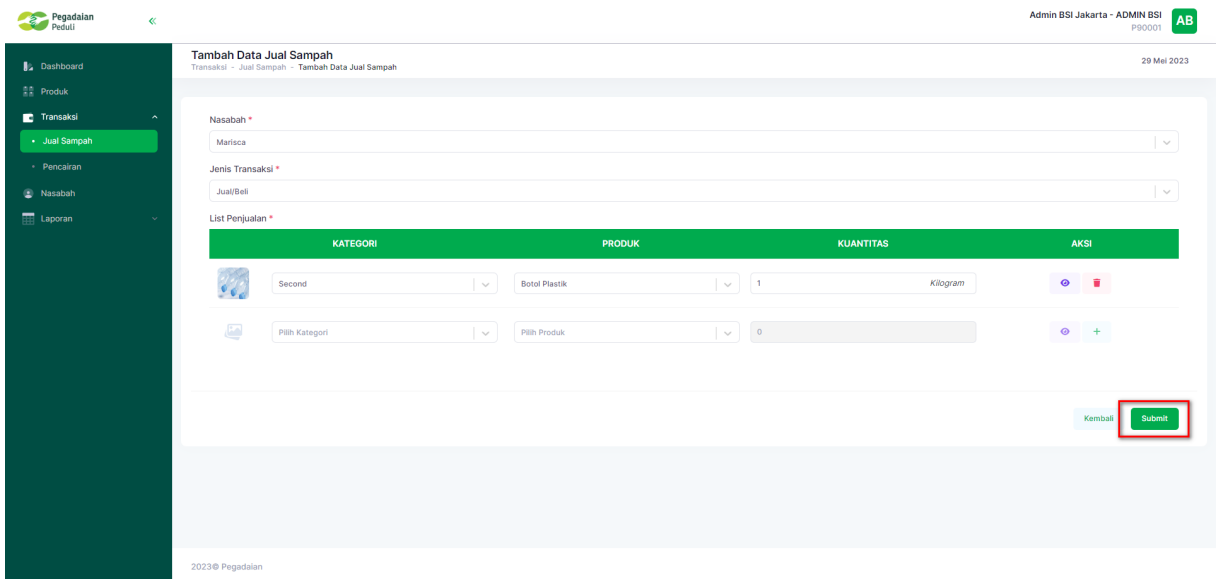 Pegadaian
Peduli
Admin BSI Jakarta - ADMIN BSI
P90001
AB
Dashboard
Produk
Transaksi
Jual Sampah
Pencairan
Nasabah
Laporan
Tambah Data Jual Sampah
Transaksi - Jual Sampah - Tambah Data Jual Sampah
29 Mei 2023
Nasabah *
Marisca
Jenis Transaksi *
Jual/Beli
List Penjualan *
KATEGORI PRODUK KUANTITAS AKSI
Second Botol Plastik 1 Kilogram
Pilih Kategori Pilih Produk 0
Kembali Submit
2023© Pegadaian